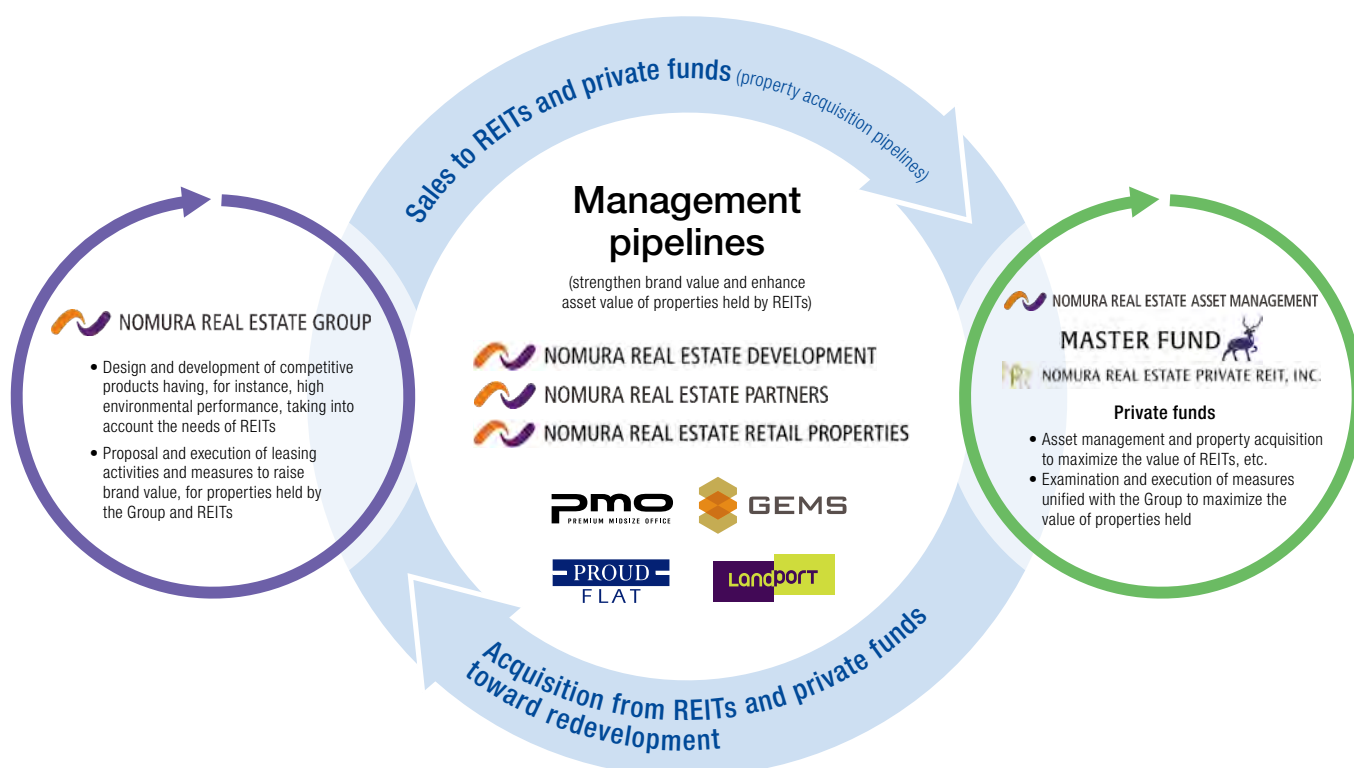 Sales to REITs and private funds (property acquisition pipelines)
Management
pipelines
(strengthen brand value and enhance
asset value of properties held by REITs)
NOMURA REAL ESTATE GROUP
• Design and development of competitive
products having, for instance, high
environmental performance, taking into
account the needs of REITs
• Proposal and execution of leasing
activities and measures to raise
brand value, for properties held by
the Group and REITs
NOMURA REAL ESTATE DEVELOPMENT
NOMURA REAL ESTATE PARTNERS
NOMURA REAL ESTATE RETAIL PROPERTIES
PMO
PREMIUM MIDSIZE OFFICE
GEMS
PROUD
FLAT
Landport
NOMURA REAL ESTATE ASSET MANAGEMENT
MASTER FUND
NOMURA REAL ESTATE PRIVATE REIT, INC.
Private funds
• Asset management and property acquisition
to maximize the value of REITs, etc.
• Examination and execution of measures
unified with the Group to maximize the
value of properties held
Acquisition from REITs and private funds
toward redevelopment